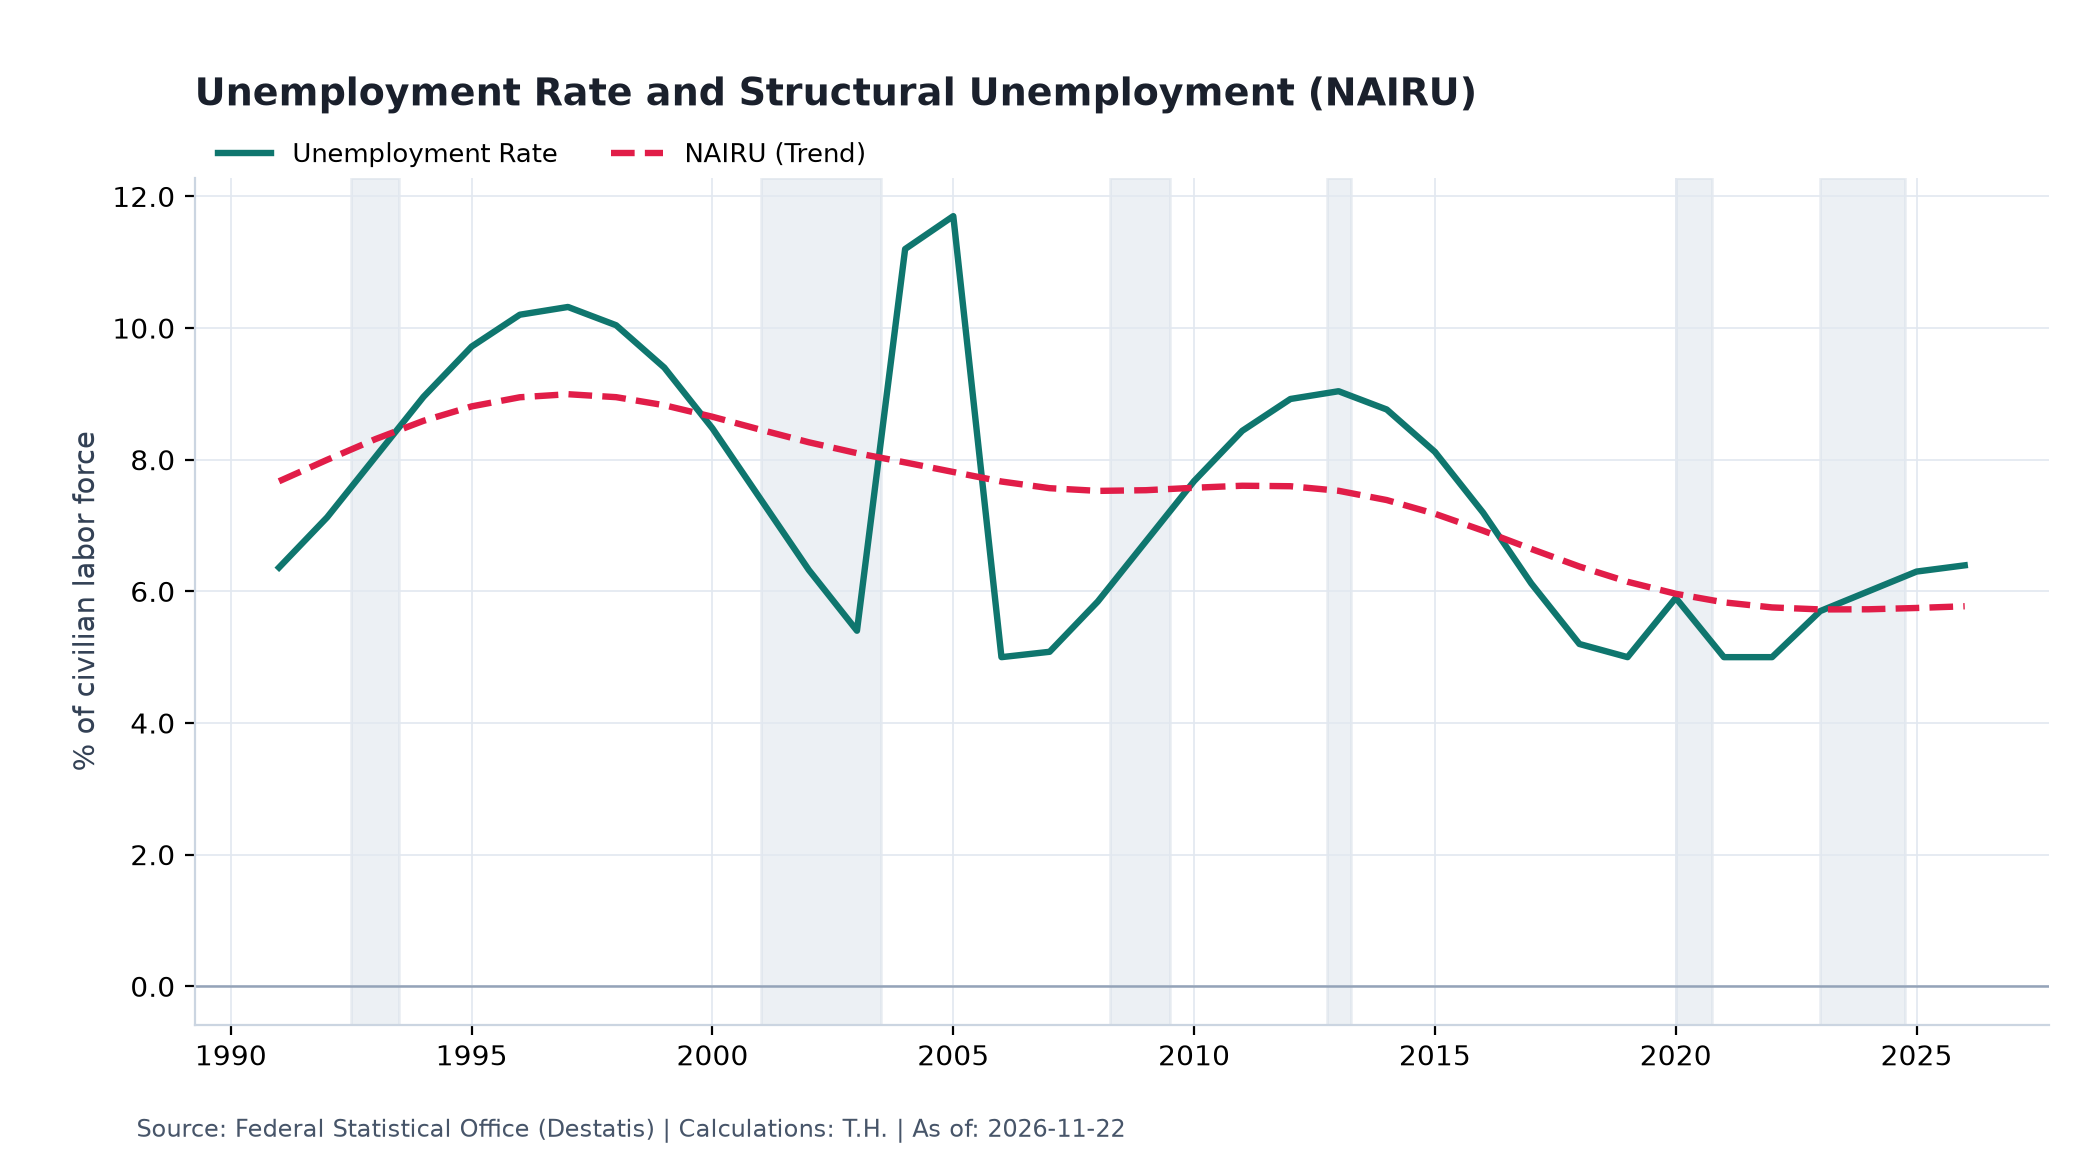 Unemployment Rate and Structural Unemployment (NAIRU)
Unemployment Rate
NAIRU (Trend)
% of civilian labor force
12.0
10.0
8.0
6.0
4.0
2.0
0.0
1990 1995 2000 2005 2010 2015 2020 2025
Source: Federal Statistical Office (Destatis) | Calculations: T.H. | As of: 2026-11-22